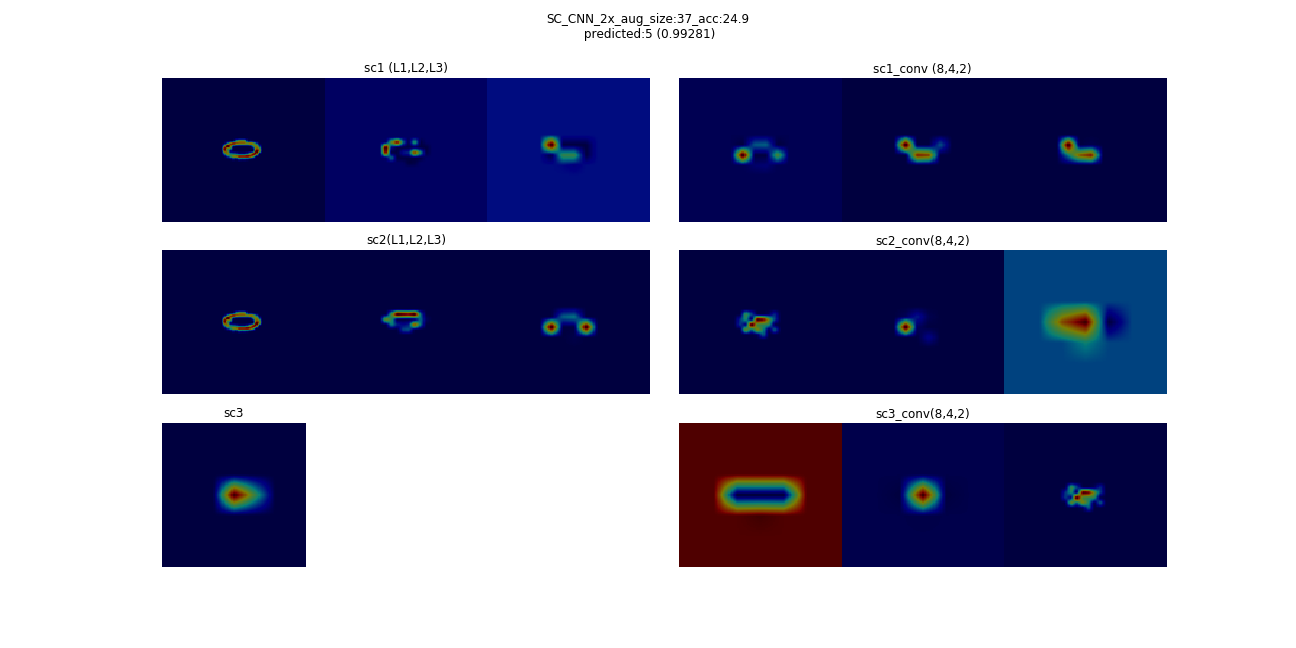 SC_CNN_2x_aug_size:37_acc:24.9
predicted:5 (0.99281)
sc1 (L1,L2,L3)
sc1_conv (8,4,2)
sc2(L1,L2,L3)
sc2_conv(8,4,2)
sc3
sc3_conv(8,4,2)